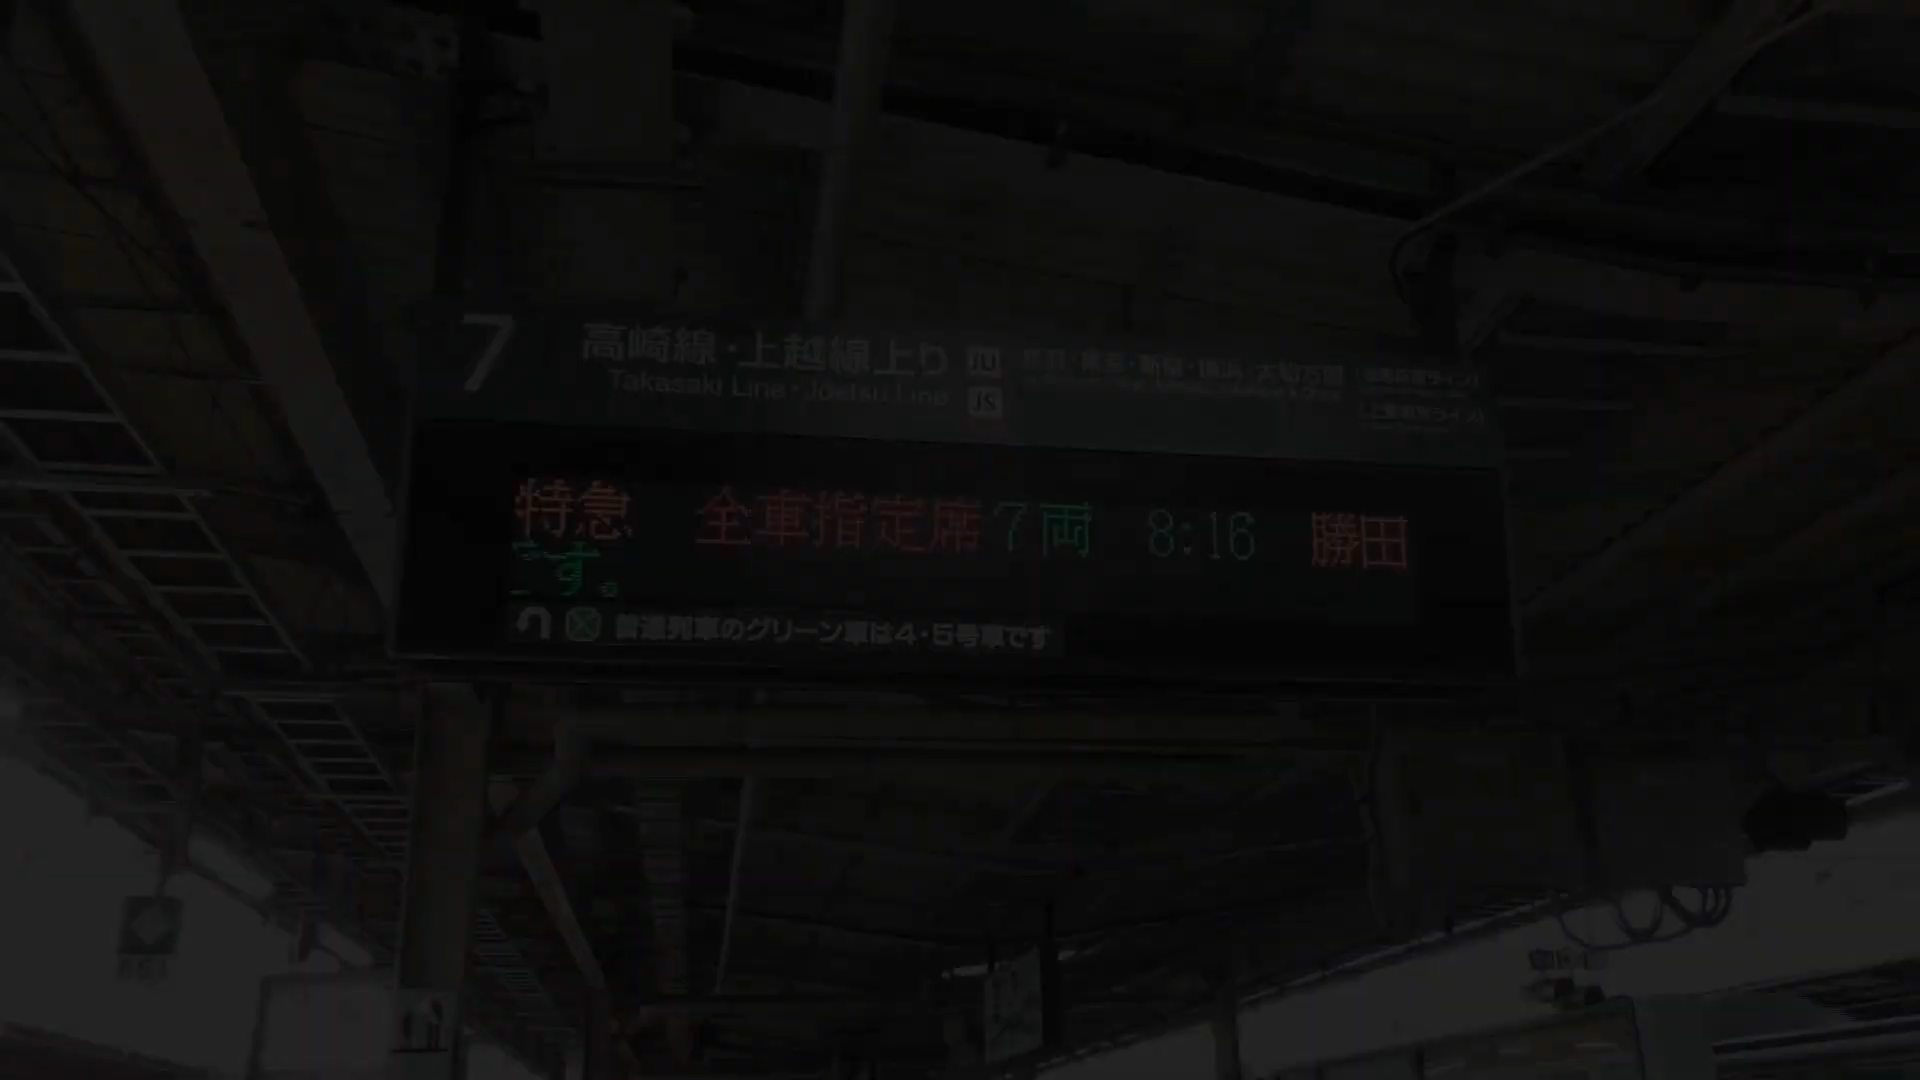 7 高崎線・上越線上り JU
Takasaki Line・Joetsu Line JS
特急 全車指定席 7両 8:16 勝田
です。
普通列車のグリーン車は4・5号車です